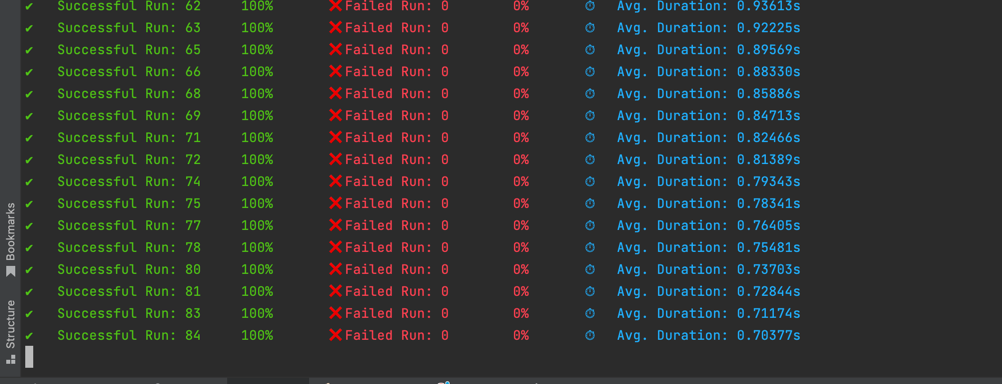 ✔ Successful Run: 62 100% ❌Failed Run: 0 0% ⏱ Avg. Duration: 0.93613s
✔ Successful Run: 63 100% ❌Failed Run: 0 0% ⏱ Avg. Duration: 0.92225s
✔ Successful Run: 65 100% ❌Failed Run: 0 0% ⏱ Avg. Duration: 0.89569s
✔ Successful Run: 66 100% ❌Failed Run: 0 0% ⏱ Avg. Duration: 0.88330s
✔ Successful Run: 68 100% ❌Failed Run: 0 0% ⏱ Avg. Duration: 0.85886s
✔ Successful Run: 69 100% ❌Failed Run: 0 0% ⏱ Avg. Duration: 0.84713s
✔ Successful Run: 71 100% ❌Failed Run: 0 0% ⏱ Avg. Duration: 0.82466s
✔ Successful Run: 72 100% ❌Failed Run: 0 0% ⏱ Avg. Duration: 0.81389s
✔ Successful Run: 74 100% ❌Failed Run: 0 0% ⏱ Avg. Duration: 0.79343s
✔ Successful Run: 75 100% ❌Failed Run: 0 0% ⏱ Avg. Duration: 0.78341s
✔ Successful Run: 77 100% ❌Failed Run: 0 0% ⏱ Avg. Duration: 0.76405s
✔ Successful Run: 78 100% ❌Failed Run: 0 0% ⏱ Avg. Duration: 0.75481s
✔ Successful Run: 80 100% ❌Failed Run: 0 0% ⏱ Avg. Duration: 0.73703s
✔ Successful Run: 81 100% ❌Failed Run: 0 0% ⏱ Avg. Duration: 0.72844s
✔ Successful Run: 83 100% ❌Failed Run: 0 0% ⏱ Avg. Duration: 0.71174s
✔ Successful Run: 84 100% ❌Failed Run: 0 0% ⏱ Avg. Duration: 0.70377s
Bookmarks
Structure